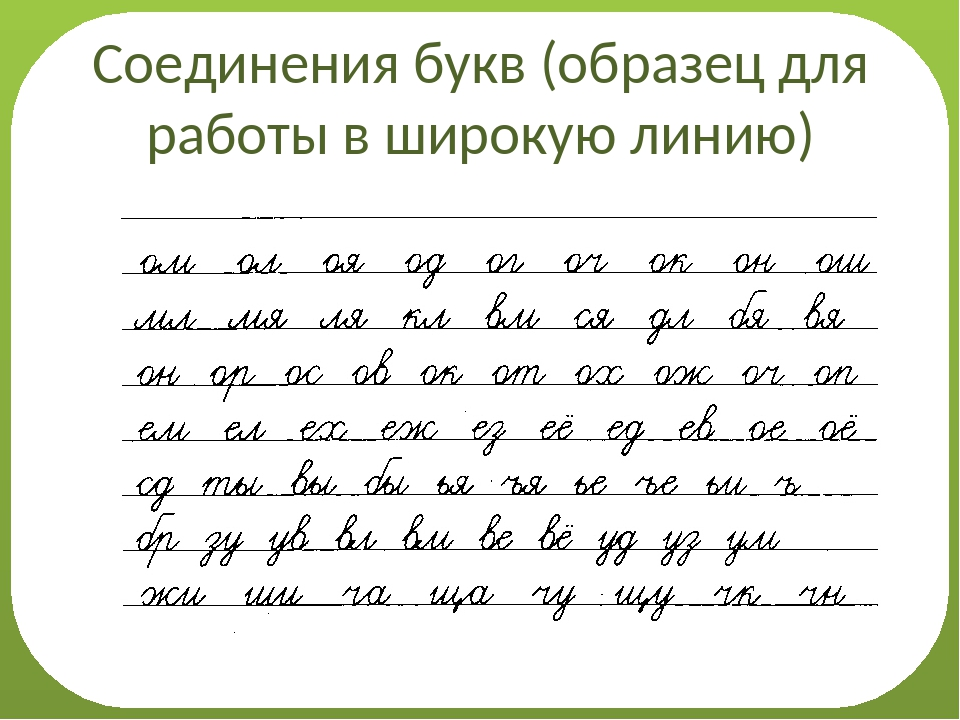 Соединения букв (образец для
работы в широкую линию)
ом ол оя од ог оч ок он ош
мл мя ля кл вм ся дл бя вя
он ор ос ов ок от ох ож оч оп
ем ел ех еж ез её ед ев ое оё
сд ты вы бы ья ъя ье ъе ьи ъ
бр зу ув вл вм ве вё уд уз ум
жи ши ча ща чу щу чк чн